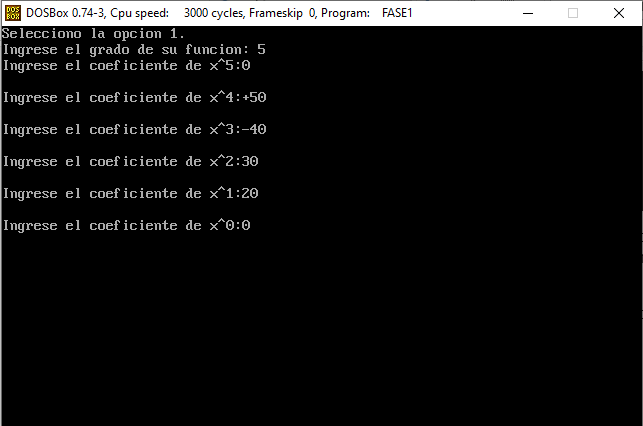 DOS
BOX
DOSBox 0.74-3, Cpu speed: 3000 cycles, Frameskip 0, Program: FASE1
Selecciono la opcion 1.
Ingrese el grado de su funcion: 5
Ingrese el coeficiente de x^5:0
Ingrese el coeficiente de x^4:+50
Ingrese el coeficiente de x^3:-40
Ingrese el coeficiente de x^2:30
Ingrese el coeficiente de x^1:20
Ingrese el coeficiente de x^0:0